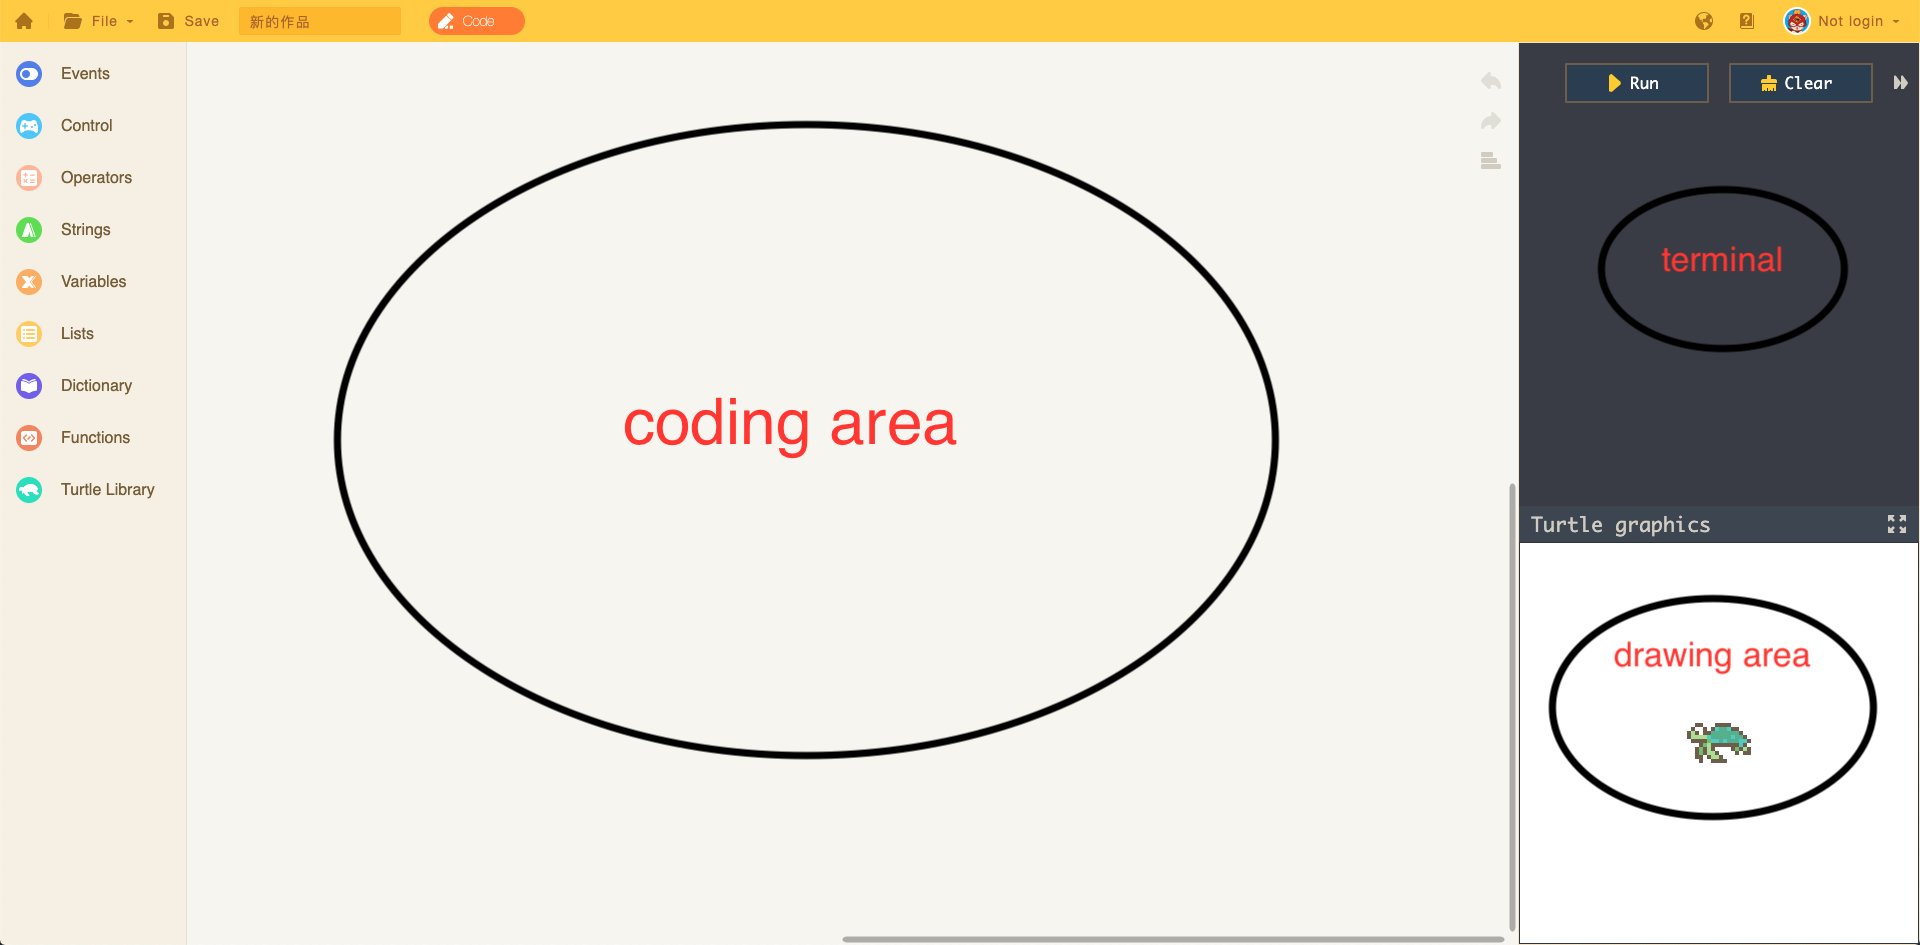 File
Save
新的作品
Code
Not login
Events
Control
Operators
Strings
Variables
Lists
Dictionary
Functions
Turtle Library
coding area
Run
Clear
terminal
Turtle graphics
drawing area